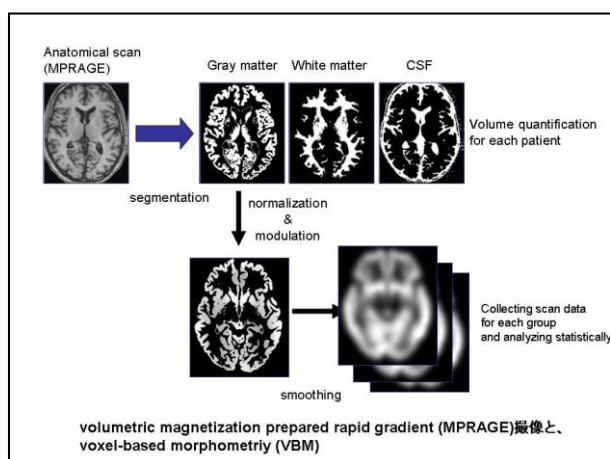 Anatomical scan
(MPRAGE)
Gray matter
White matter
CSF
Volume quantification
for each patient
segmentation
normalization
&
modulation
Collecting scan data
for each group
and analyzing statistically
smoothing
volumetric magnetization prepared rapid gradient (MPRAGE)撮像と、
voxel-based morphometriy (VBM)